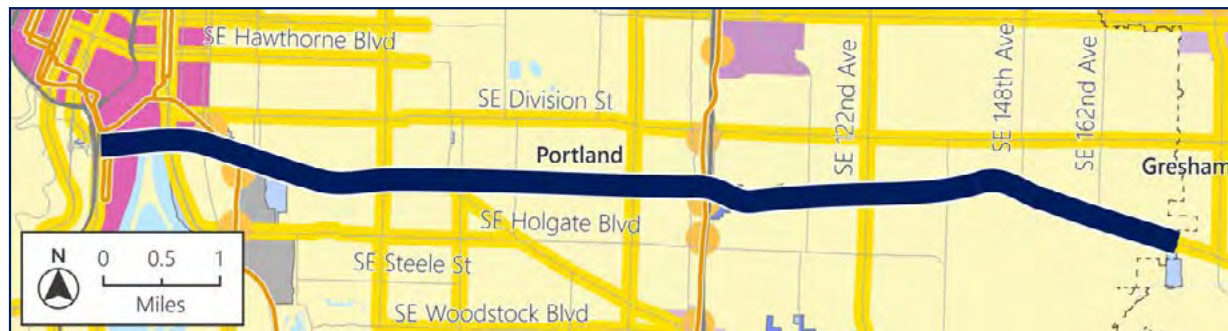 SE Hawthorne Blvd
SE Division St
SE 122nd Ave
SE 148th Ave
SE 162nd Ave
Portland
Gresham
SE Holgate Blvd
SE Steele St
SE Woodstock Blvd
N
0 0.5 1
Miles